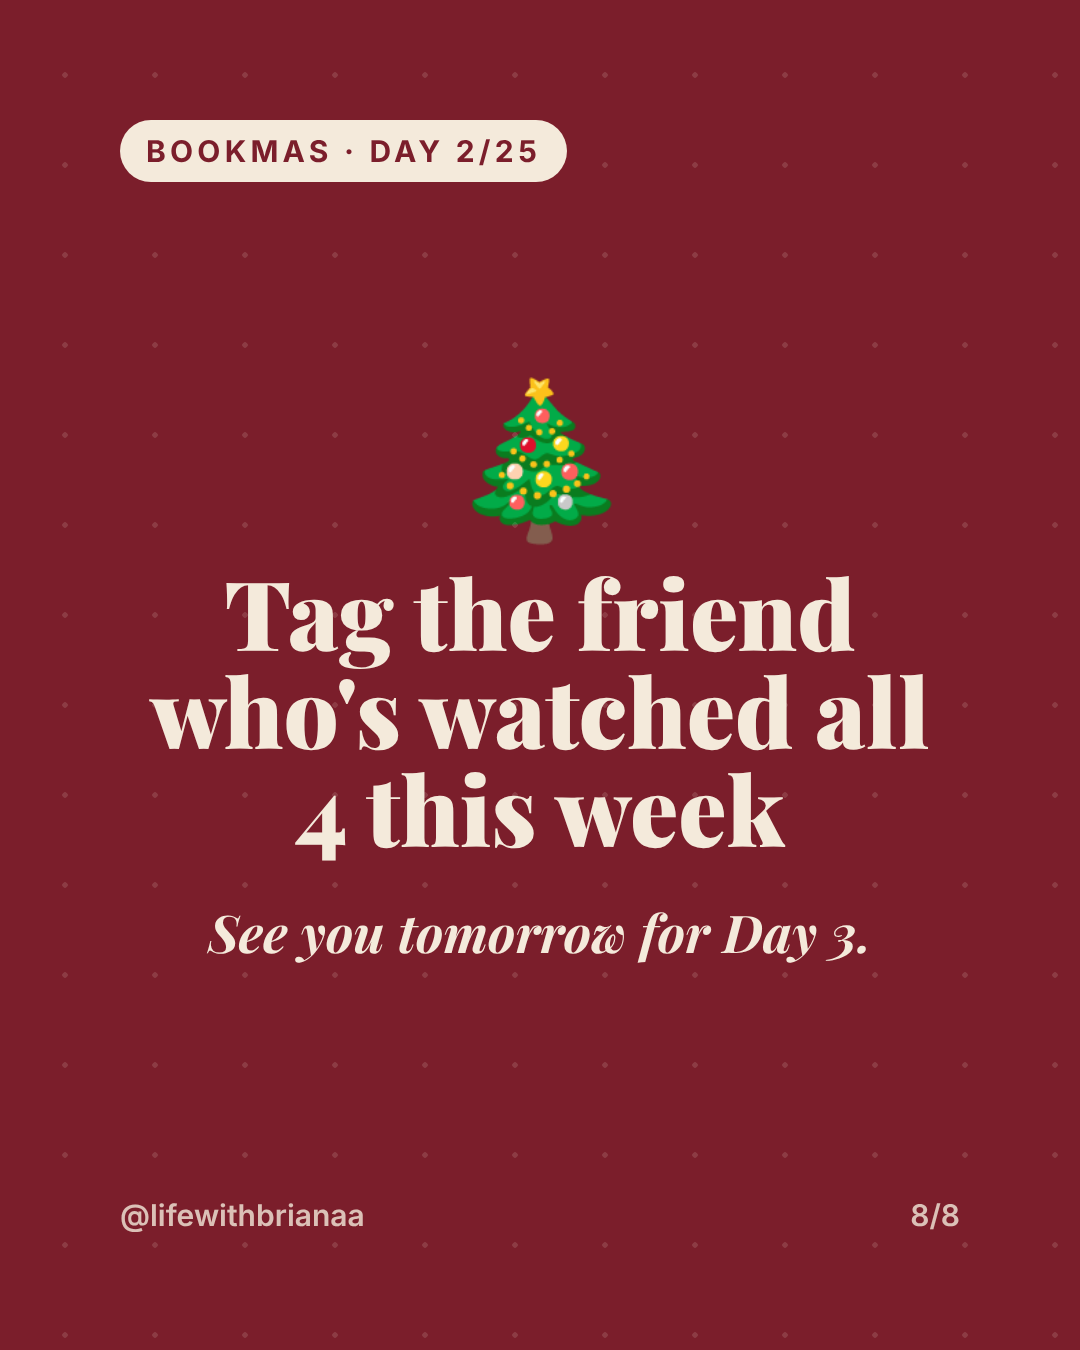 BOOKMAS · DAY 2/25
Tag the friend
who's watched all
4 this week
See you tomorrow for Day 3.
@lifewithbrianaa
8/8